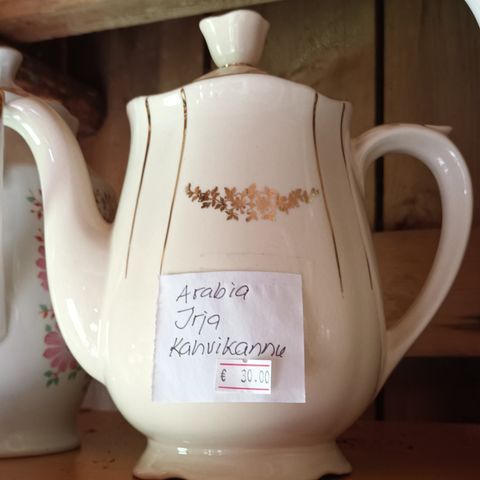 Arabia
Irja
Kahvikannu
€ 30.00